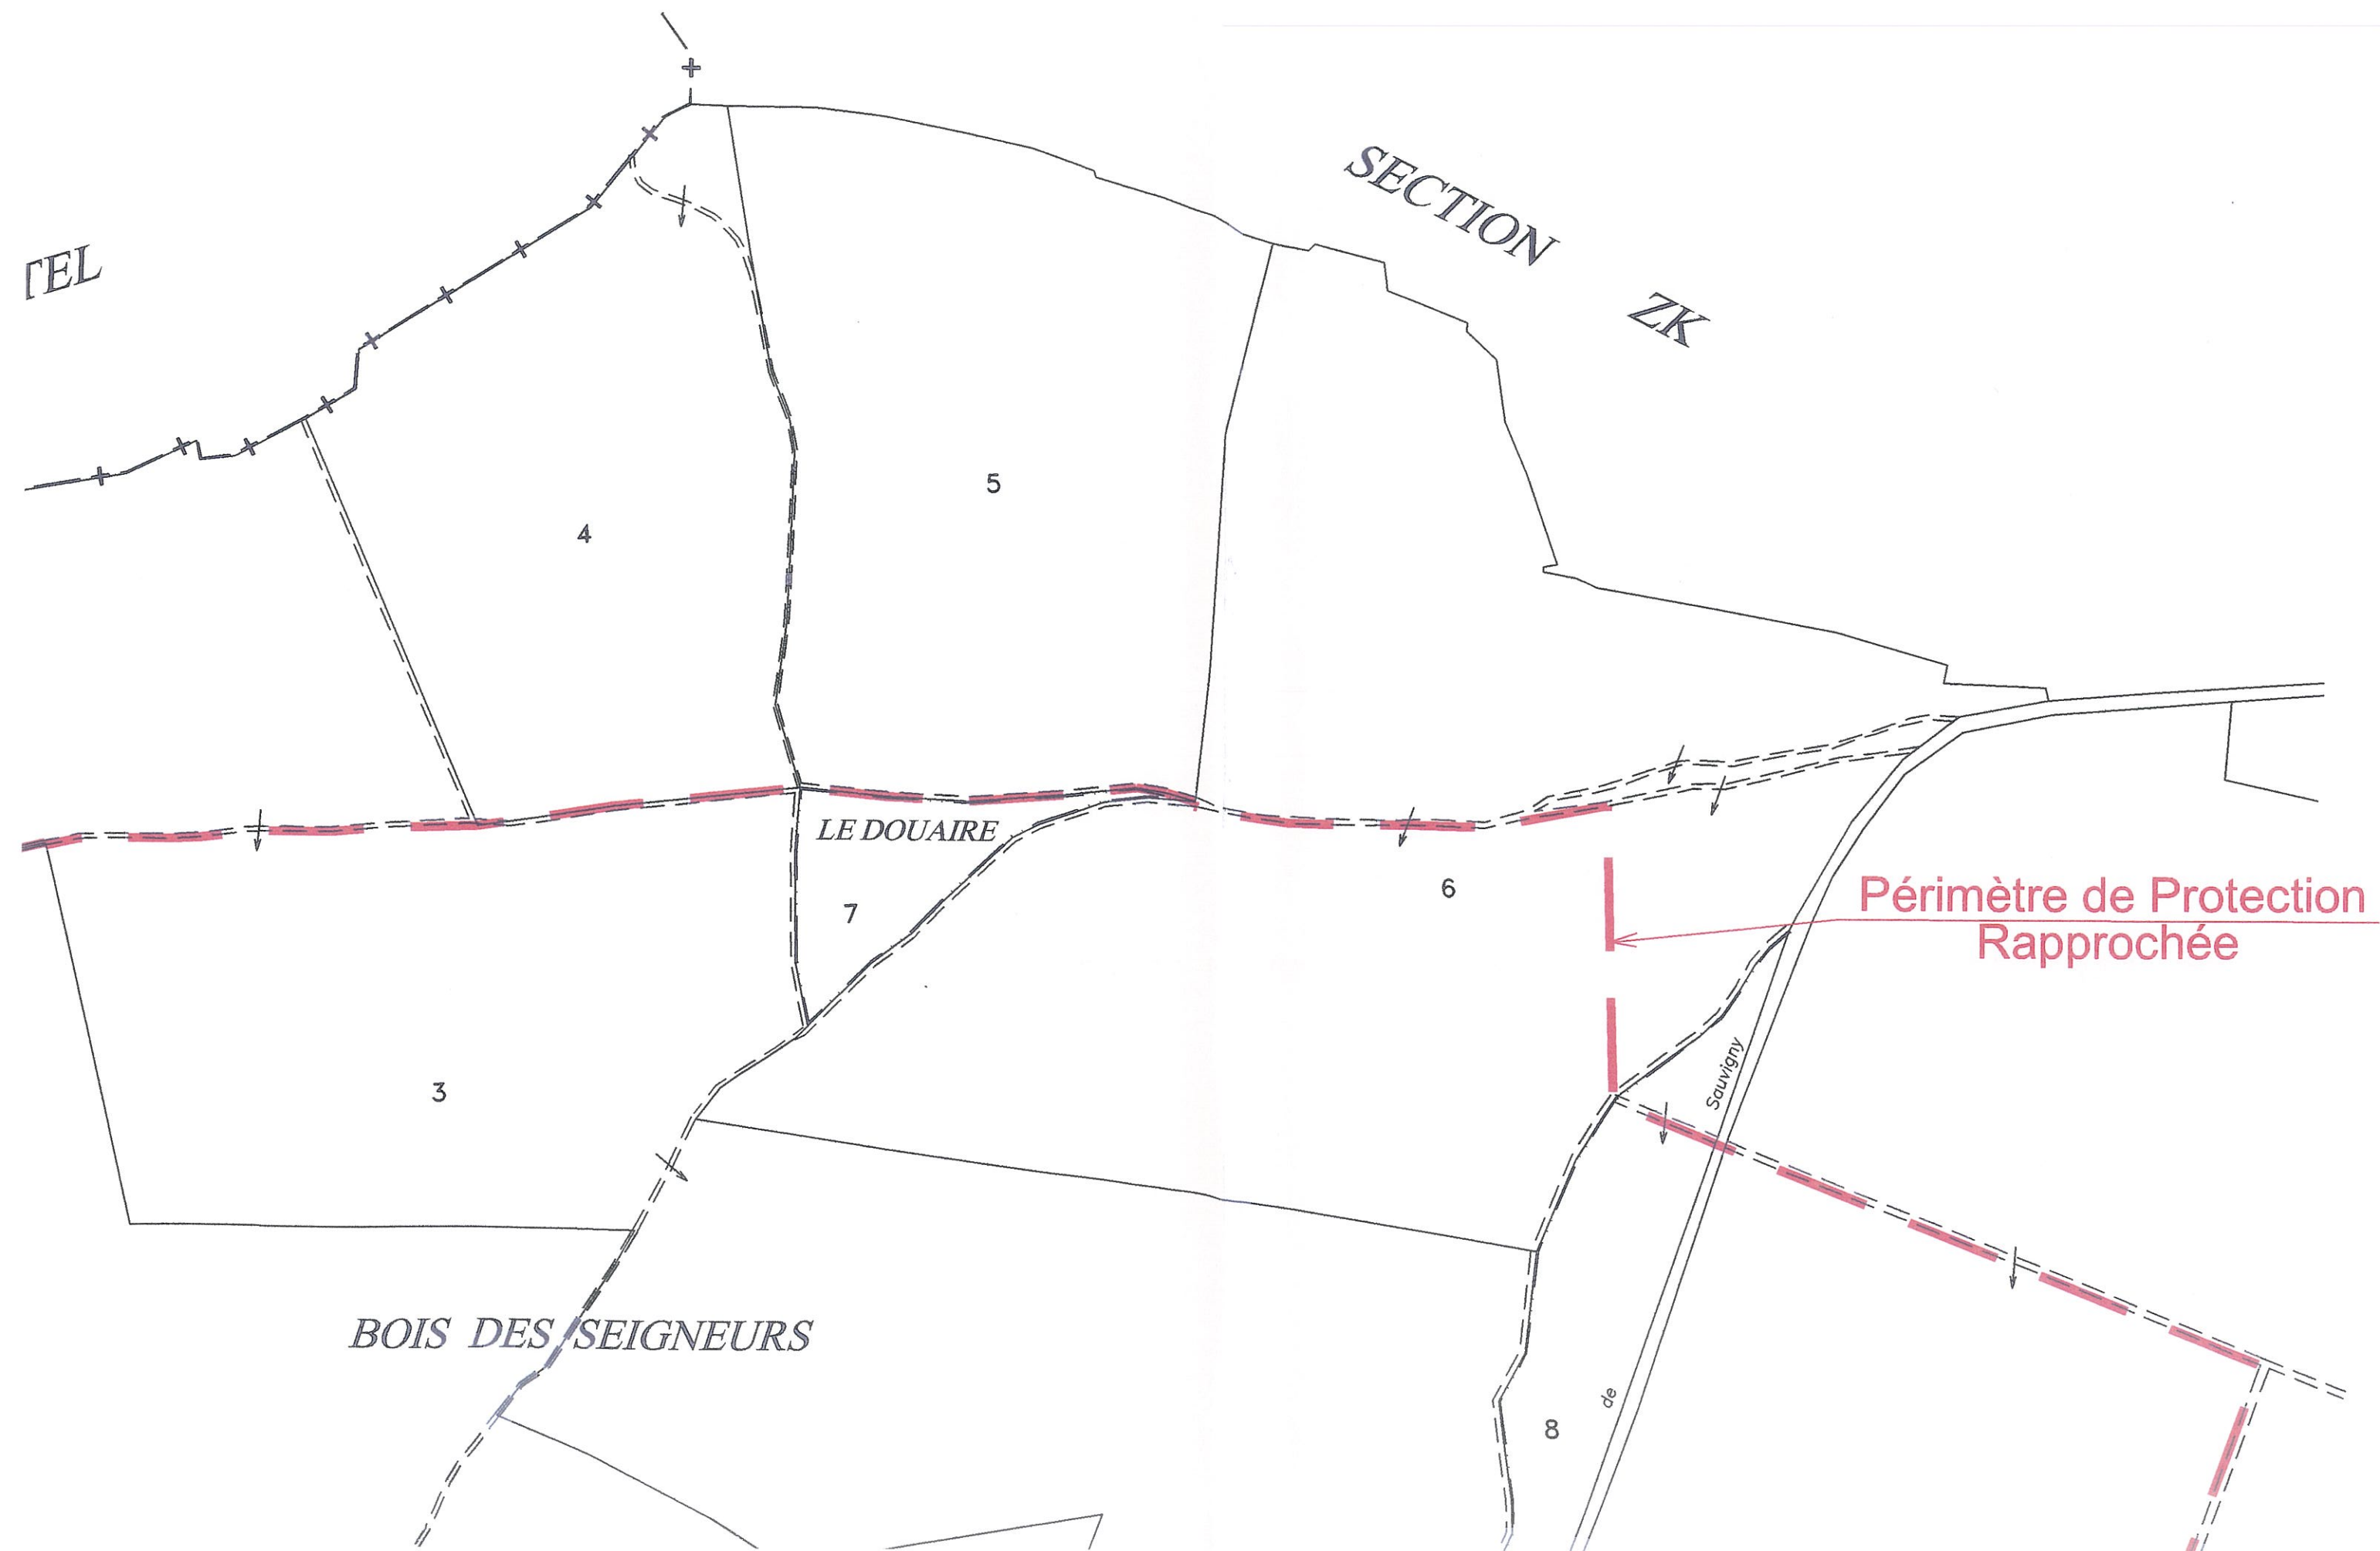 SECTION
ZK
TEL
5
4
LE DOUAIRE
7
6
Périmètre de Protection
Rapprochée
3
Sauvigny
BOIS DES SEIGNEURS
de
8